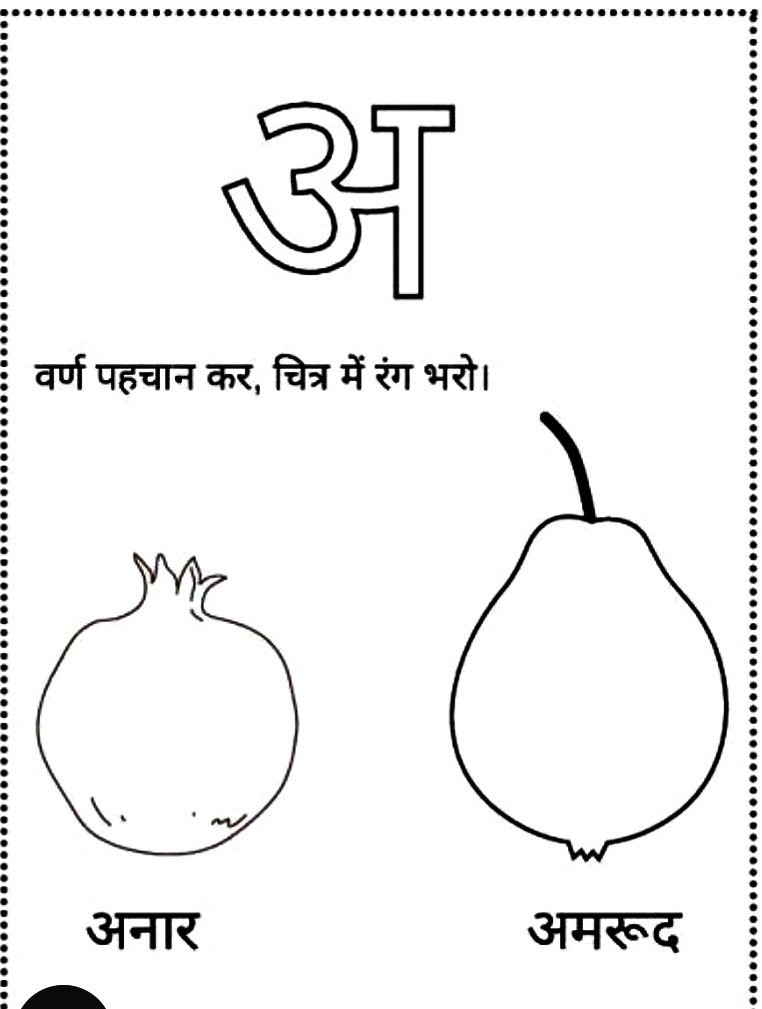 अ
वर्ण पहचान कर, चित्र में रंग भरो।
अनार
अमरूद